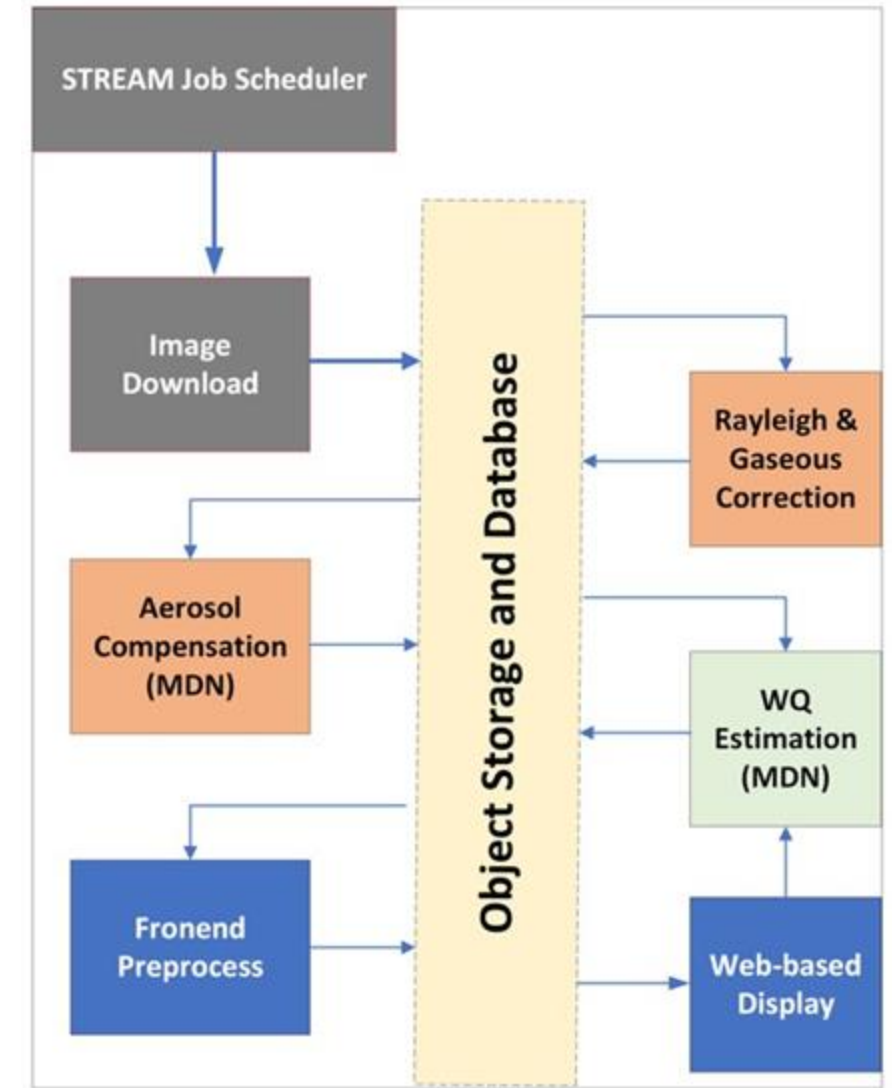 STREAM Job Scheduler
Image
Download
Object Storage and Database
Rayleigh &
Gaseous
Correction
Aerosol
Compensation
(MDN)
WQ
Estimation
(MDN)
Fronend
Preprocess
Web-based
Display